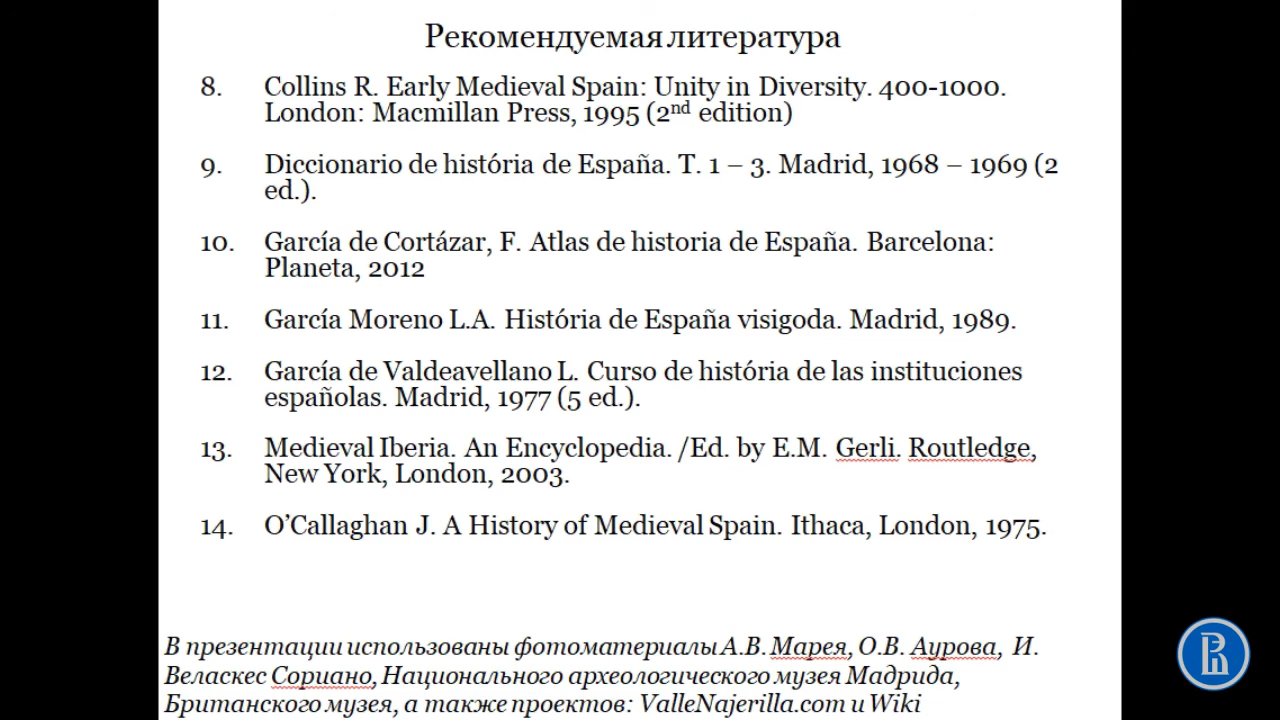 Рекомендуемая литература
8. Collins R. Early Medieval Spain: Unity in Diversity. 400-1000.
London: Macmillan Press, 1995 (2nd edition)
9. Diccionario de história de España. T. 1 – 3. Madrid, 1968 – 1969 (2
ed.).
10. García de Cortázar, F. Atlas de historia de España. Barcelona:
Planeta, 2012
11. García Moreno L.A. História de España visigoda. Madrid, 1989.
12. García de Valdeavellano L. Curso de história de las instituciones
españolas. Madrid, 1977 (5 ed.).
13. Medieval Iberia. An Encyclopedia. /Ed. by E.M. Gerli. Routledge,
New York, London, 2003.
14. O’Callaghan J. A History of Medieval Spain. Ithaca, London, 1975.
В презентации использованы фотоматериалы А.В. Марея, О.В. Аурова, И.
Веласкес Сориано, Национального археологического музея Мадрида,
Британского музея, а также проектов: ValleNajerilla.com и Wiki